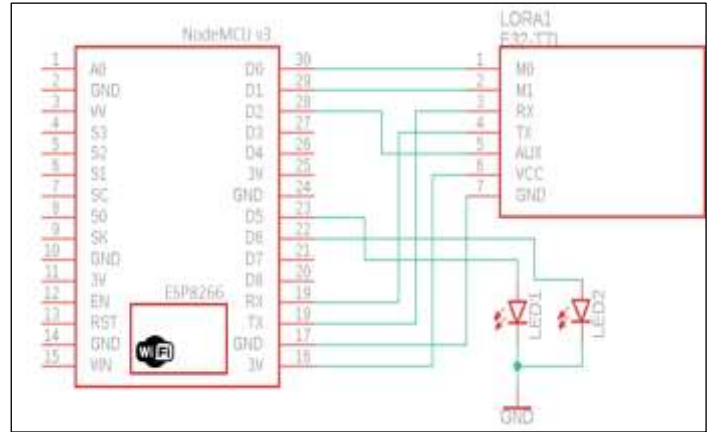 NodeMCU v3
LORA1
E32-TTL
1 A0 D0 30 1 M0
2 GND D1 29 2 M1
3 VV D2 28 3 RX
4 S3 D3 27 4 TX
5 S2 D4 26 5 AUX
6 S1 3V 25 6 VCC
7 SC GND 24 7 GND
8 S0 D5 23
9 SK D6 22
10 GND D7 21
11 3V D8 20
12 EN RX 19
13 RST TX 18
14 GND GND 17
15 VIN 3V 16
ESP8266
Wi Fi
LED1
LED2
GND